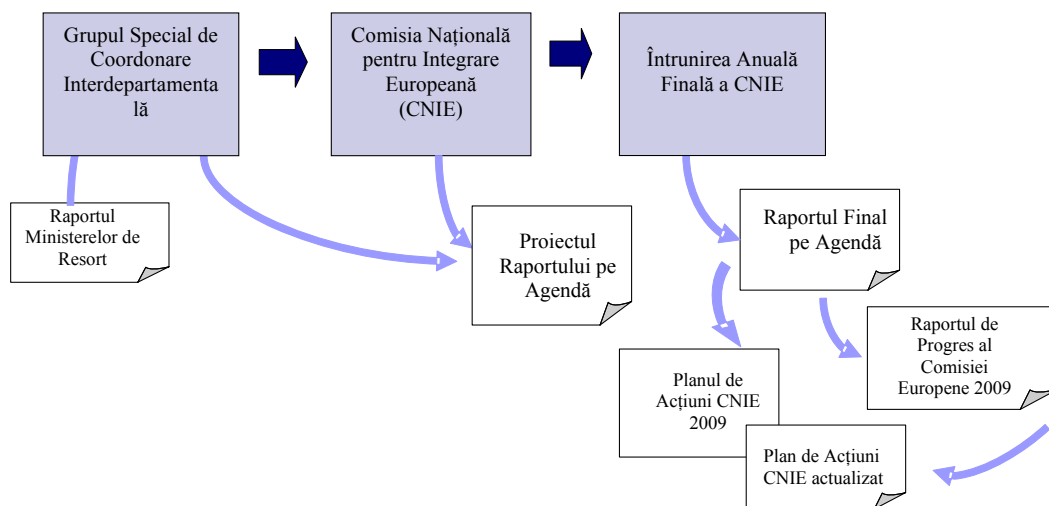 Grupul Special de
Coordonare
Interdepartamenta
lă
Comisia Națională
pentru Integrare
Europeană
(CNIE)
Întrunirea Anuală
Finală a CNIE
Raportul
Ministerelor de
Resort
Proiectul
Raportului pe
Agendă
Raportul Final
pe Agendă
Raportul de
Progres al
Comisiei
Europene 2009
Planul de
Acțiuni CNIE
2009
Plan de Acțiuni
CNIE actualizat